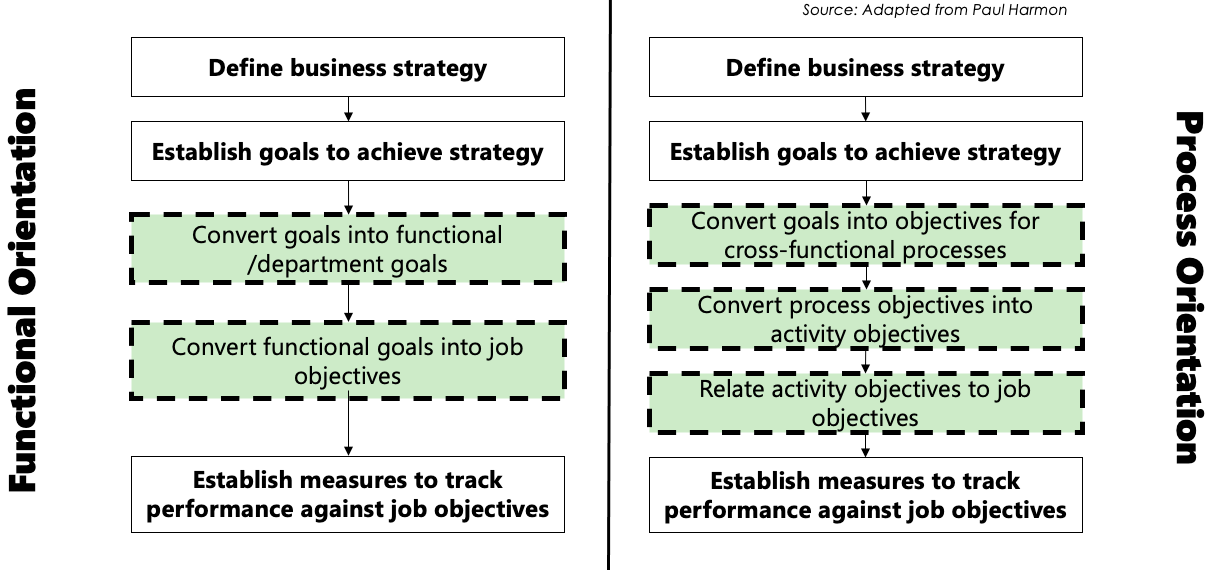 Source: Adapted from Paul Harmon
Functional Orientation
Define business strategy
Establish goals to achieve strategy
Convert goals into functional
/department goals
Convert functional goals into job
objectives
Establish measures to track
performance against job objectives
Define business strategy
Establish goals to achieve strategy
Convert goals into objectives for
cross-functional processes
Convert process objectives into
activity objectives
Relate activity objectives to job
objectives
Establish measures to track
performance against job objectives
Process Orientation